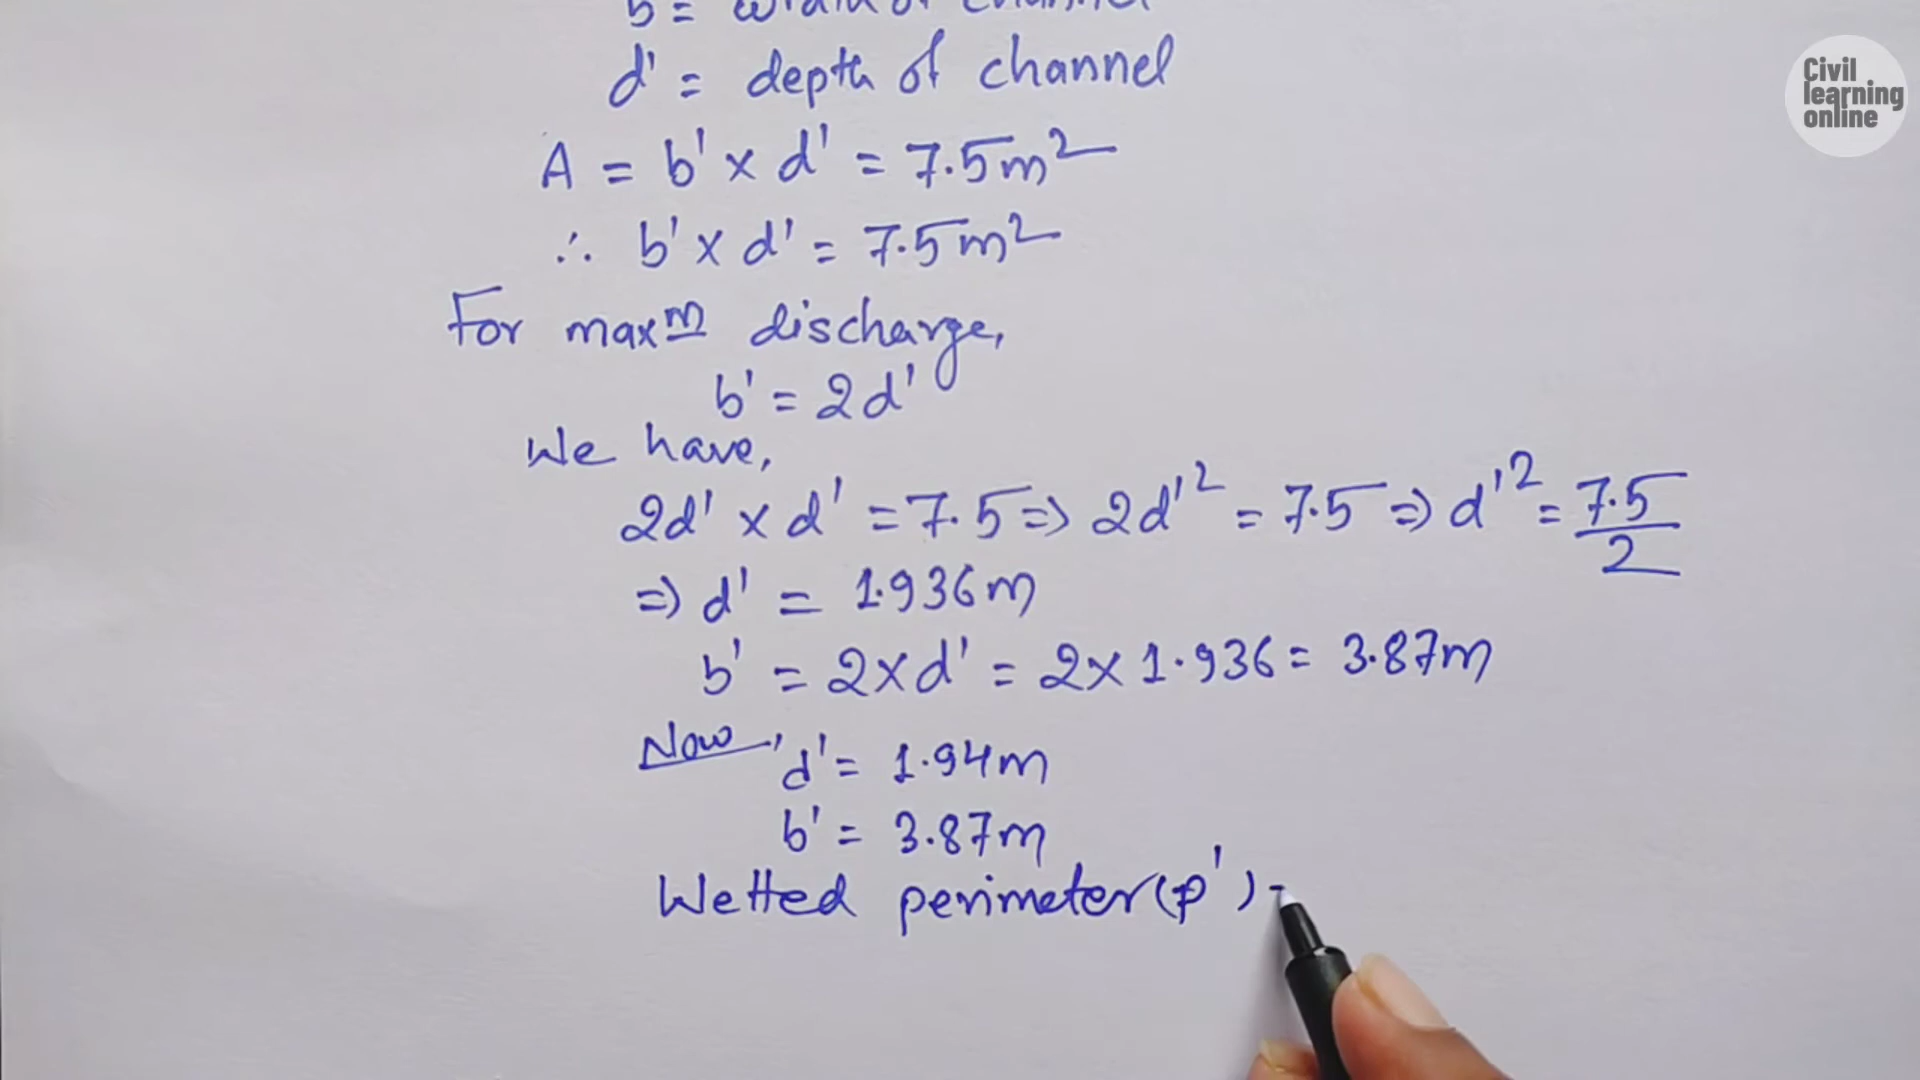 d' = depth of channel
A = b' × d' = 7.5m²
∴ b' × d' = 7.5m²
For maxm discharge,
b' = 2d'
We have,
2d' × d' = 7.5 ⇒ 2d'² = 7.5 ⇒ d'² = 7.5/2
⇒ d' = 1.936m
b' = 2×d' = 2×1.936 = 3.87m
Now, d' = 1.94m
b' = 3.87m
Wetted perimeter (p') =
Civil
learning
online